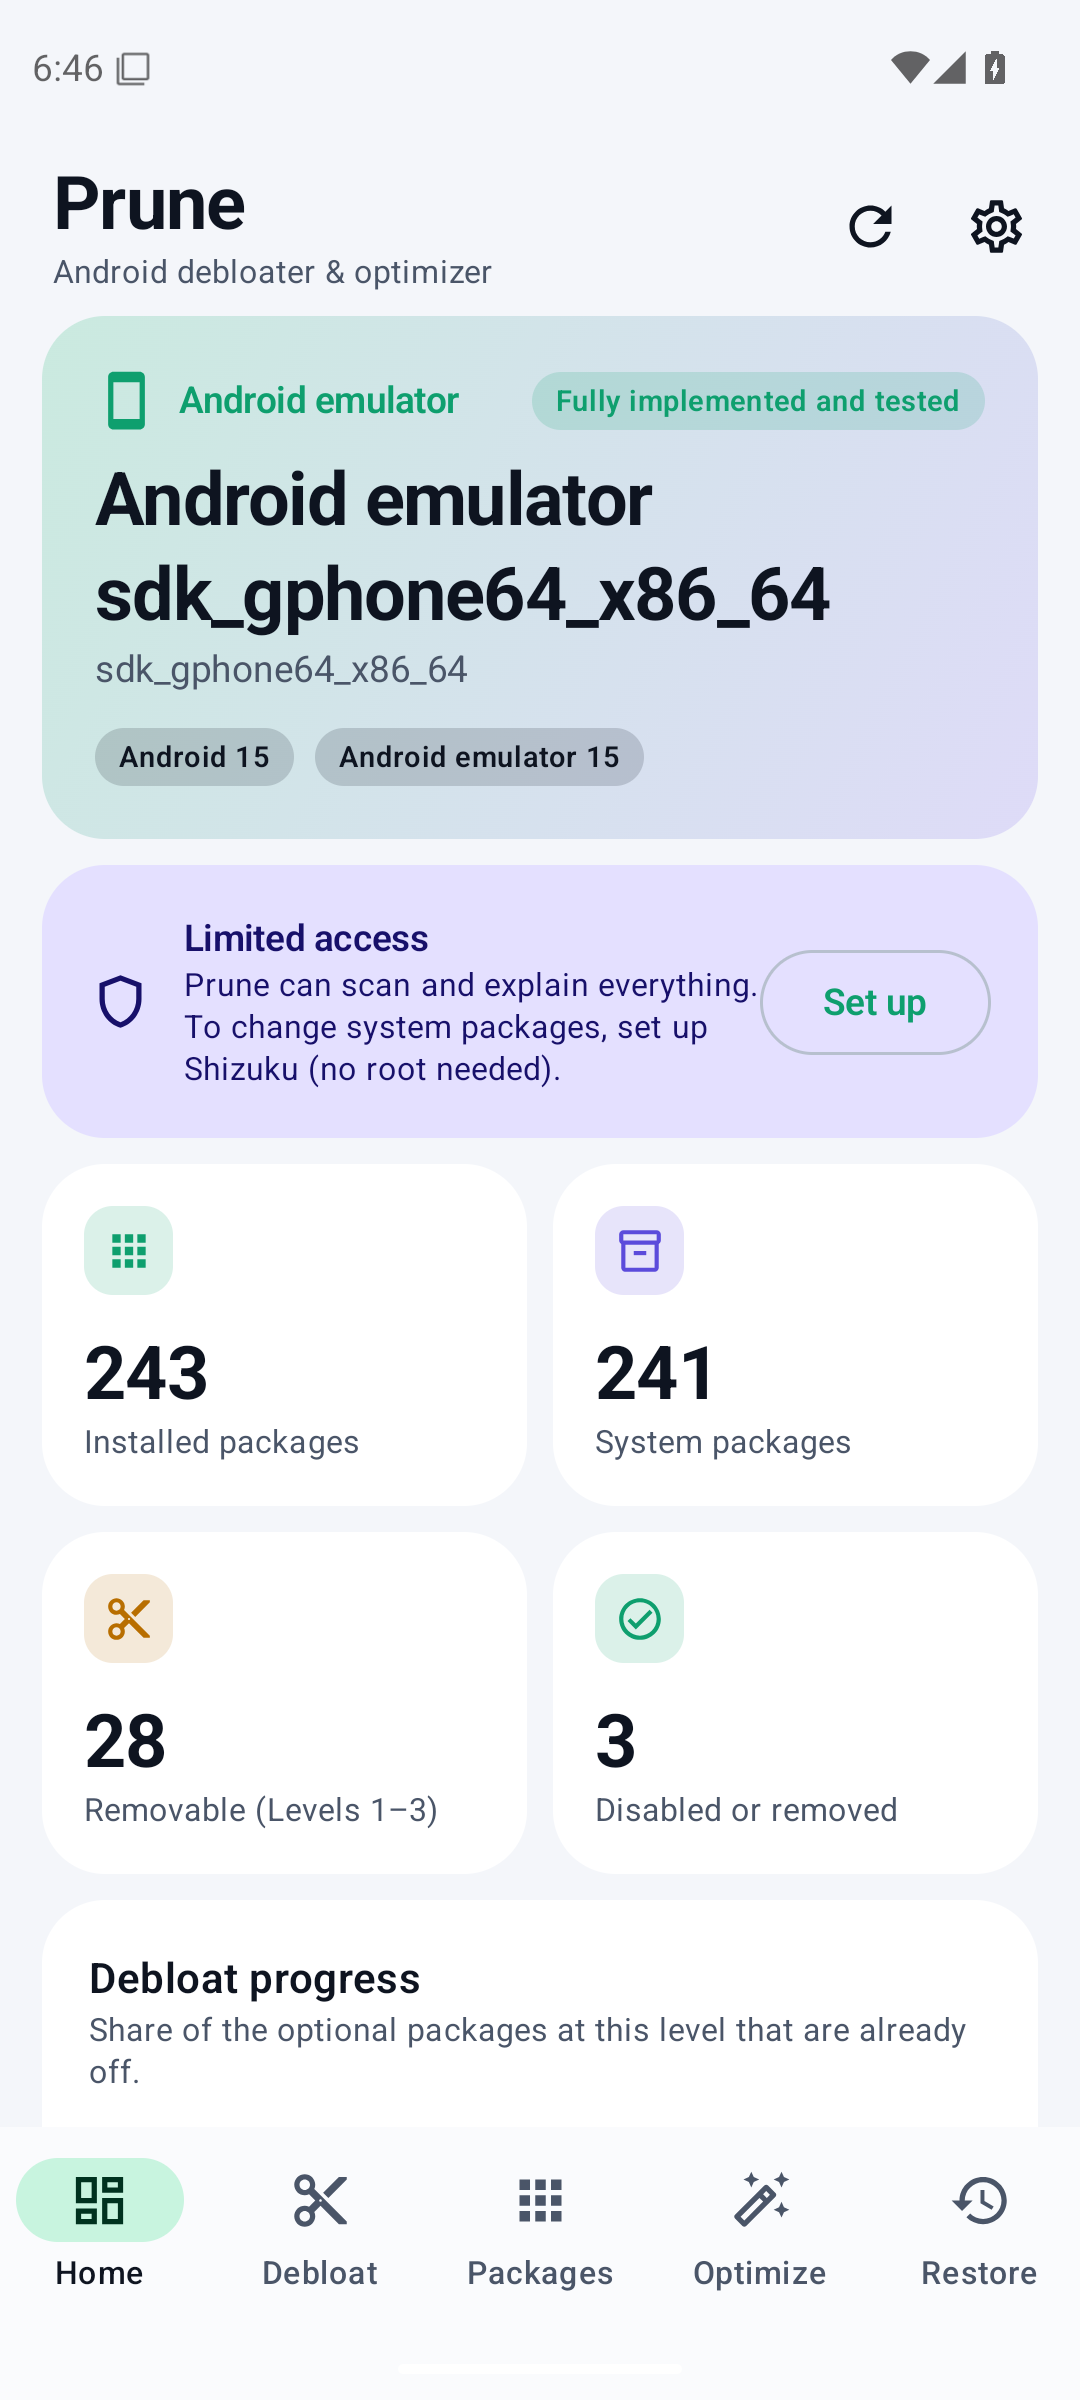 6:46
Prune
Android debloater & optimizer
Android emulator
Fully implemented and tested
Android emulator
sdk_gphone64_x86_64
sdk_gphone64_x86_64
Android 15
Android emulator 15
Limited access
Prune can scan and explain everything.
To change system packages, set up
Shizuku (no root needed).
Set up
243
Installed packages
241
System packages
28
Removable (Levels 1–3)
3
Disabled or removed
Debloat progress
Share of the optional packages at this level that are already
off.
Home
Debloat
Packages
Optimize
Restore